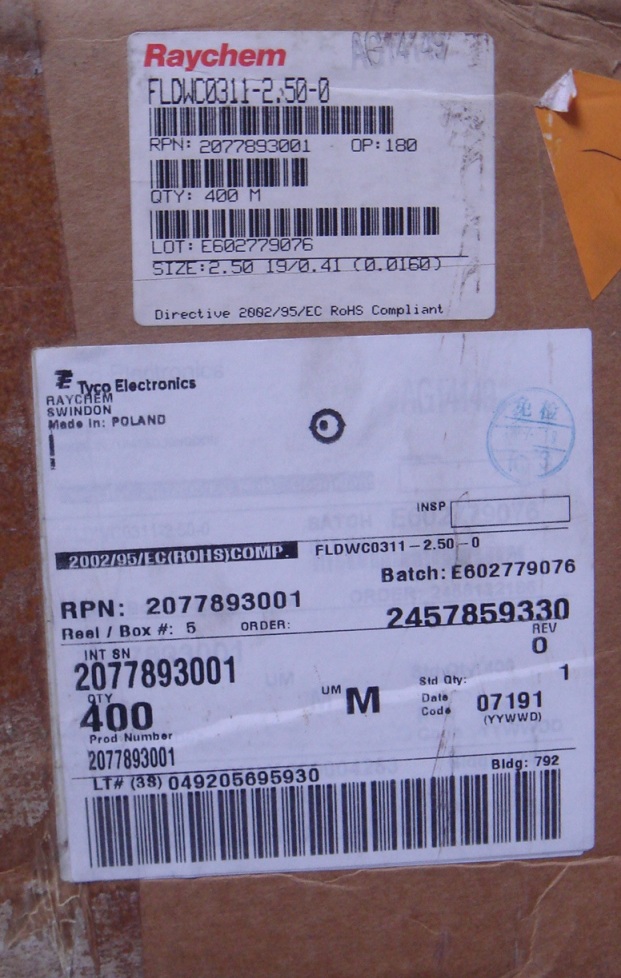 Raychem
FLDWC0311-2.50-0
RPN: 2077893001 OP:180
QTY: 400 M
LOT: E602779076
SIZE:2.50 19/0.41 (0.0160)
Directive 2002/95/EC RoHS Compliant
Tyco Electronics
RAYCHEM
SWINDON
Made in: POLAND
免 检
INSP
2002/95/EC(ROHS)COMP. FLDWC0311-2.50-0
Batch: E602779076
RPN: 2077893001
Reel / Box #: 5 ORDER: 2457859330
REV
0
INT SN
2077893001
Std Qty: 1
QTY
400 UM M
Date
Code 07191
(YYWWD)
Prod Number
2077893001
Bldg: 792
LT# (3S) 049205695930